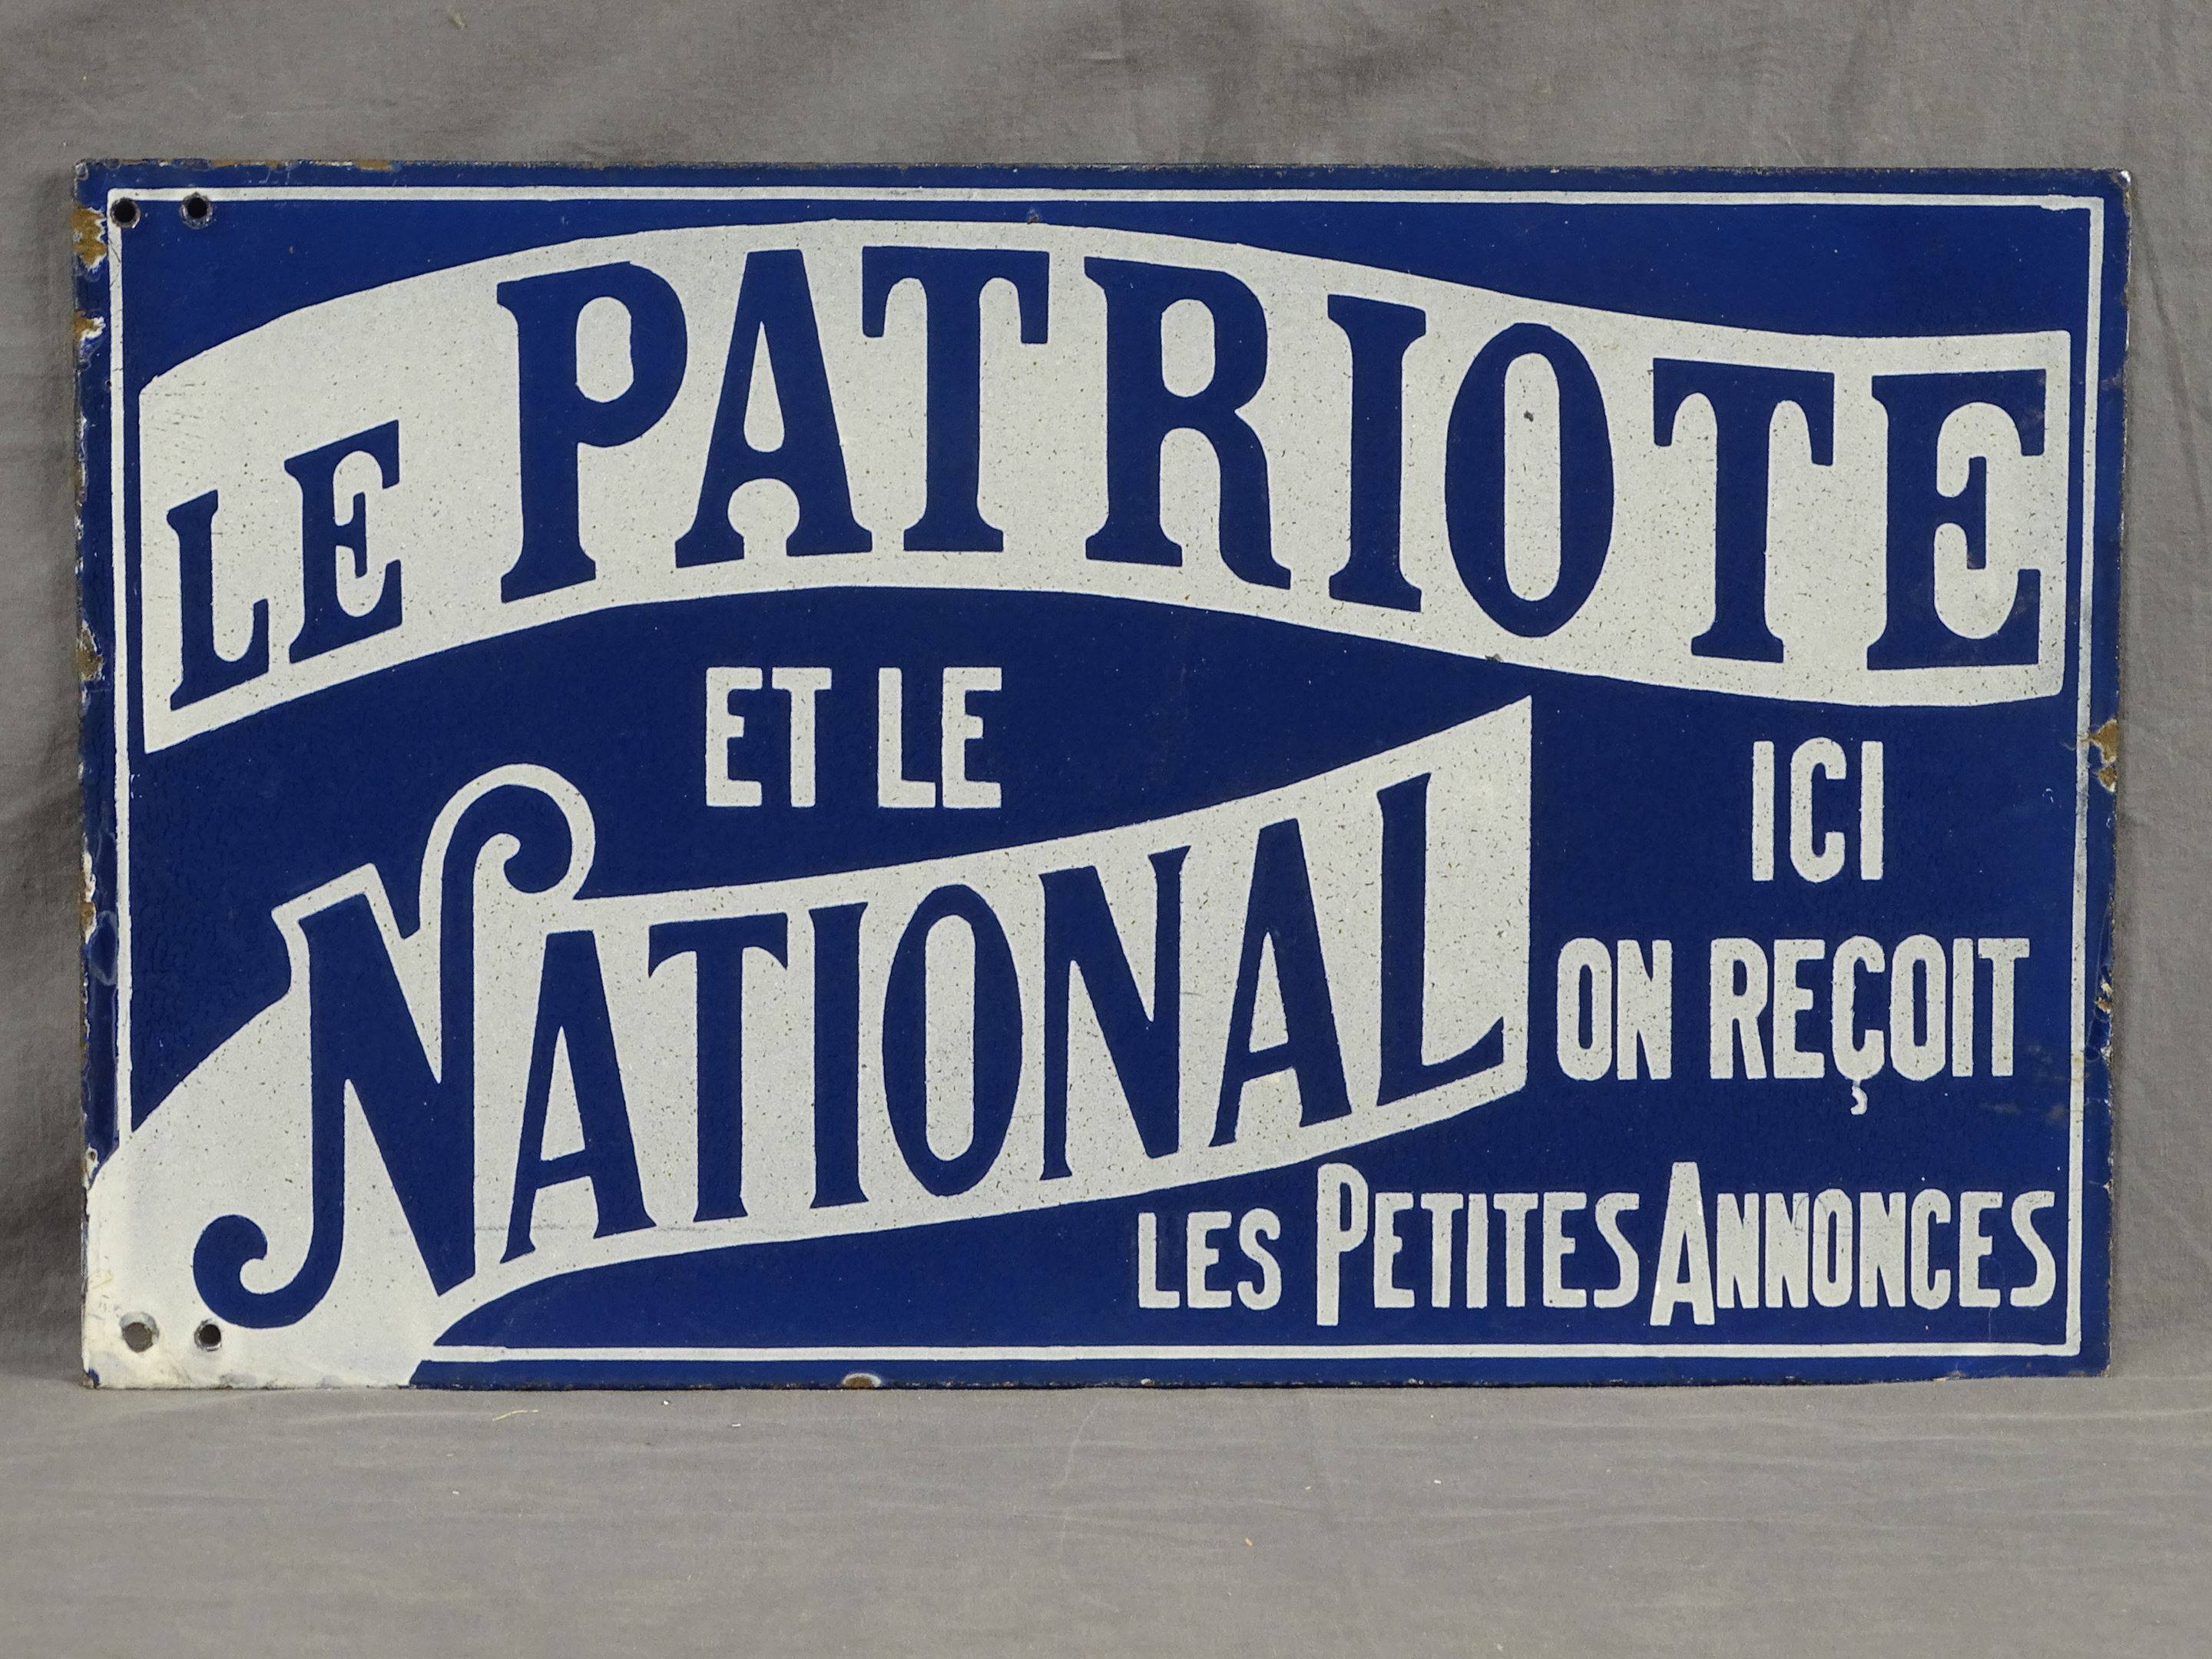 LE PATRIOTE
ET LE
NATIONAL
ICI
ON REÇOIT
LES PETITES ANNONCES